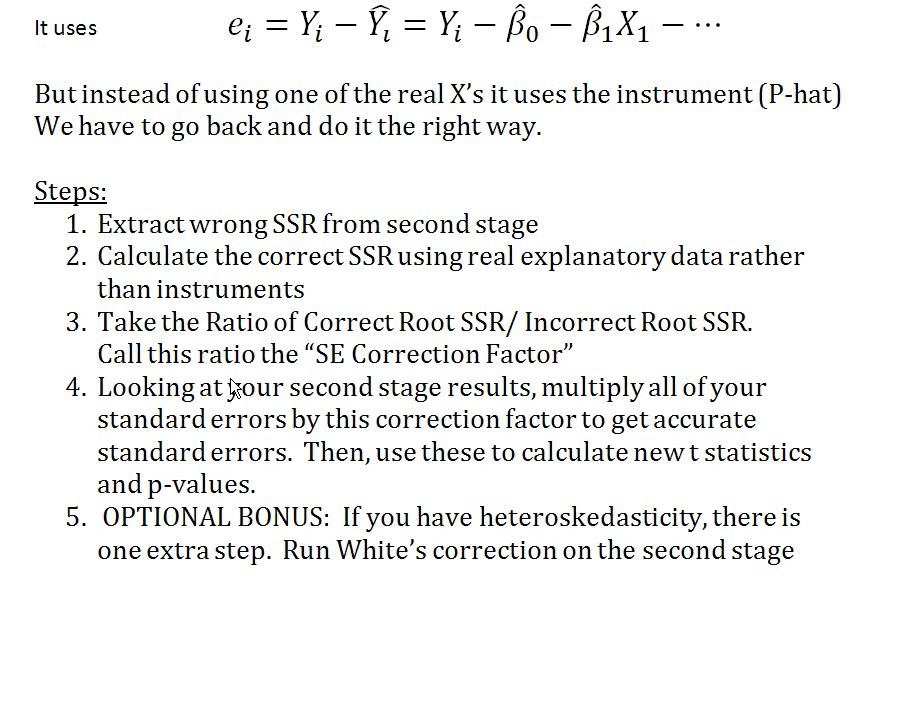 It uses e_i = Y_i − Ŷ_ι = Y_i − β̂_0 − β̂_1X_1 − ⋯
But instead of using one of the real X’s it uses the instrument (P-hat)
We have to go back and do it the right way.
Steps:
1. Extract wrong SSR from second stage
2. Calculate the correct SSR using real explanatory data rather
than instruments
3. Take the Ratio of Correct Root SSR/ Incorrect Root SSR.
Call this ratio the “SE Correction Factor”
4. Looking at your second stage results, multiply all of your
standard errors by this correction factor to get accurate
standard errors. Then, use these to calculate new t statistics
and p-values.
5. OPTIONAL BONUS: If you have heteroskedasticity, there is
one extra step. Run White’s correction on the second stage